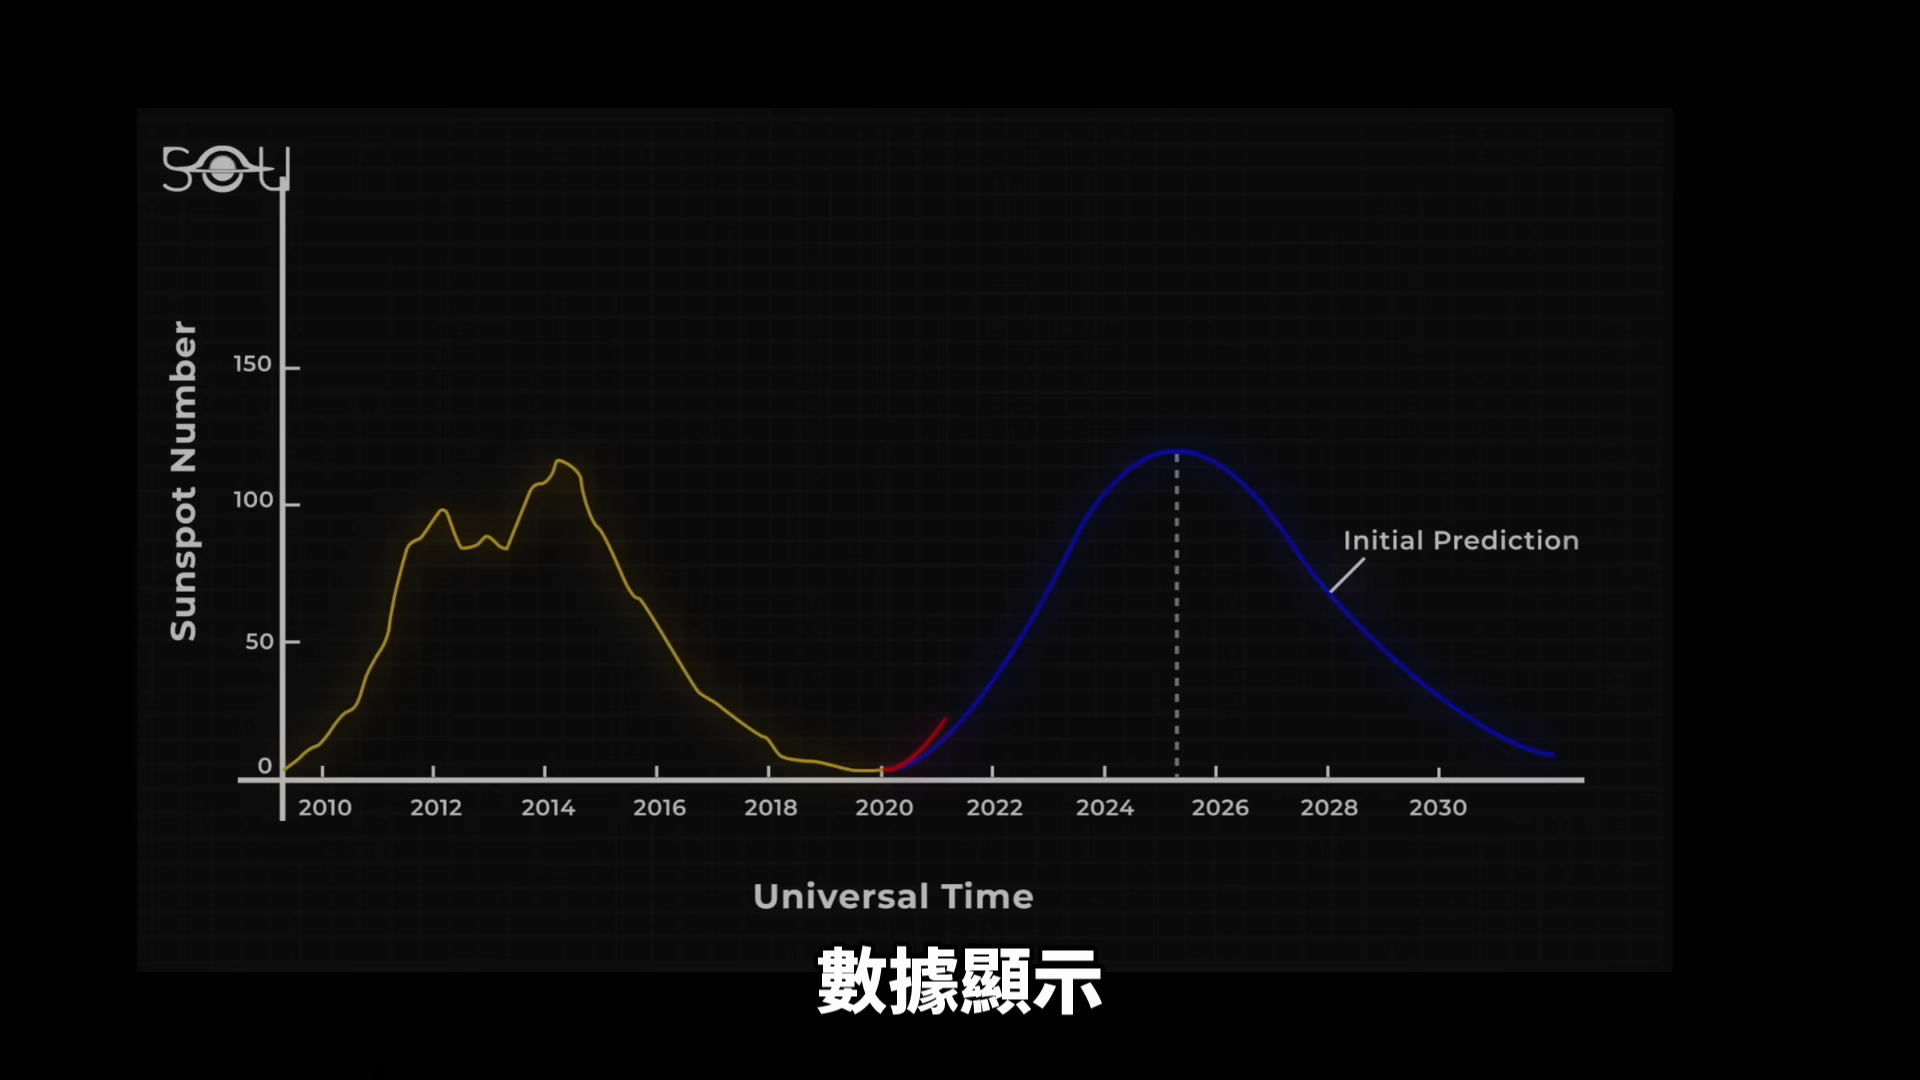 SOU
Sunspot Number
150
100
50
0
Initial Prediction
2010 2012 2014 2016 2018 2020 2022 2024 2026 2028 2030
Universal Time
數據顯示